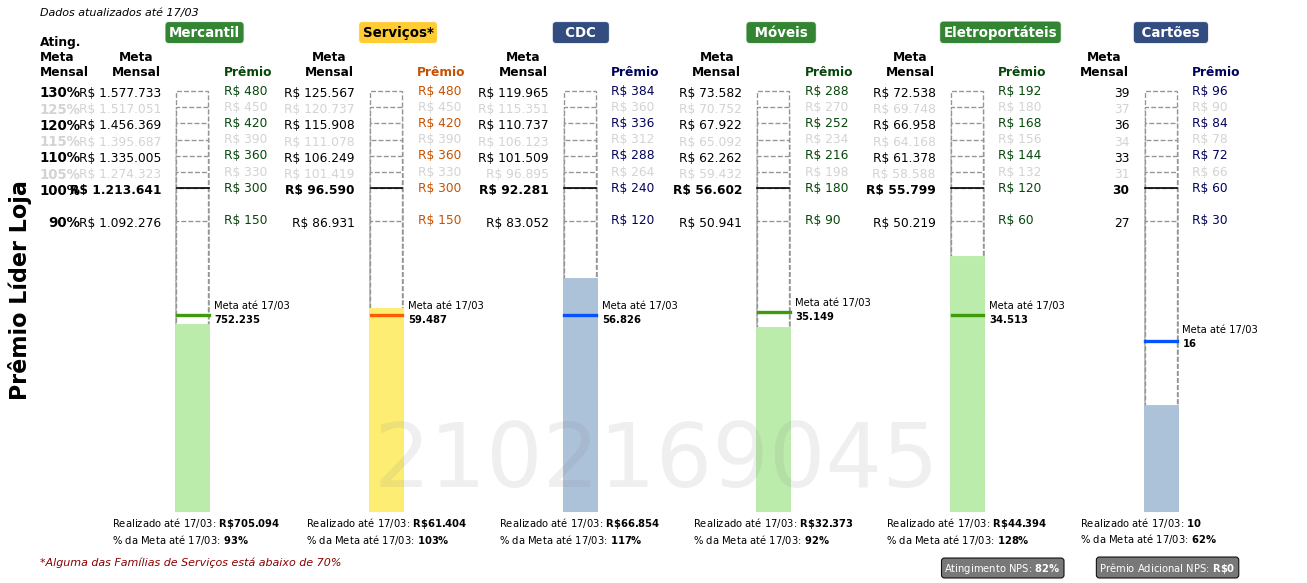 Dados atualizados até 17/03
Mercantil Serviços* CDC Móveis Eletroportáteis Cartões
Ating.
Meta Meta Meta Meta Meta Meta Meta
Mensal Mensal Prêmio Mensal Prêmio Mensal Prêmio Mensal Prêmio Mensal Prêmio Mensal Prêmio
130% R$ 1.577.733 R$ 480 R$ 125.567 R$ 480 R$ 119.965 R$ 384 R$ 73.582 R$ 288 R$ 72.538 R$ 192 39 R$ 96
125% R$ 1.517.051 R$ 450 R$ 120.737 R$ 450 R$ 115.351 R$ 360 R$ 70.752 R$ 270 R$ 69.748 R$ 180 37 R$ 90
120% R$ 1.456.369 R$ 420 R$ 115.908 R$ 420 R$ 110.737 R$ 336 R$ 67.922 R$ 252 R$ 66.958 R$ 168 36 R$ 84
115% R$ 1.395.687 R$ 390 R$ 111.078 R$ 390 R$ 106.123 R$ 312 R$ 65.092 R$ 234 R$ 64.168 R$ 156 34 R$ 78
110% R$ 1.335.005 R$ 360 R$ 106.249 R$ 360 R$ 101.509 R$ 288 R$ 62.262 R$ 216 R$ 61.378 R$ 144 33 R$ 72
105% R$ 1.274.323 R$ 330 R$ 101.419 R$ 330 R$ 96.895 R$ 264 R$ 59.432 R$ 198 R$ 58.588 R$ 132 31 R$ 66
100% R$ 1.213.641 R$ 300 R$ 96.590 R$ 300 R$ 92.281 R$ 240 R$ 56.602 R$ 180 R$ 55.799 R$ 120 30 R$ 60
90% R$ 1.092.276 R$ 150 R$ 86.931 R$ 150 R$ 83.052 R$ 120 R$ 50.941 R$ 90 R$ 50.219 R$ 60 27 R$ 30
Prêmio Líder Loja
Meta até 17/03 Meta até 17/03 Meta até 17/03 Meta até 17/03 Meta até 17/03 Meta até 17/03
752.235 59.487 56.826 35.149 34.513 16
2102169045
Realizado até 17/03: R$705.094 Realizado até 17/03: R$61.404 Realizado até 17/03: R$66.854 Realizado até 17/03: R$32.373 Realizado até 17/03: R$44.394 Realizado até 17/03: 10
% da Meta até 17/03: 93% % da Meta até 17/03: 103% % da Meta até 17/03: 117% % da Meta até 17/03: 92% % da Meta até 17/03: 128% % da Meta até 17/03: 62%
*Alguma das Famílias de Serviços está abaixo de 70%
Atingimento NPS: 82% Prêmio Adicional NPS: R$0